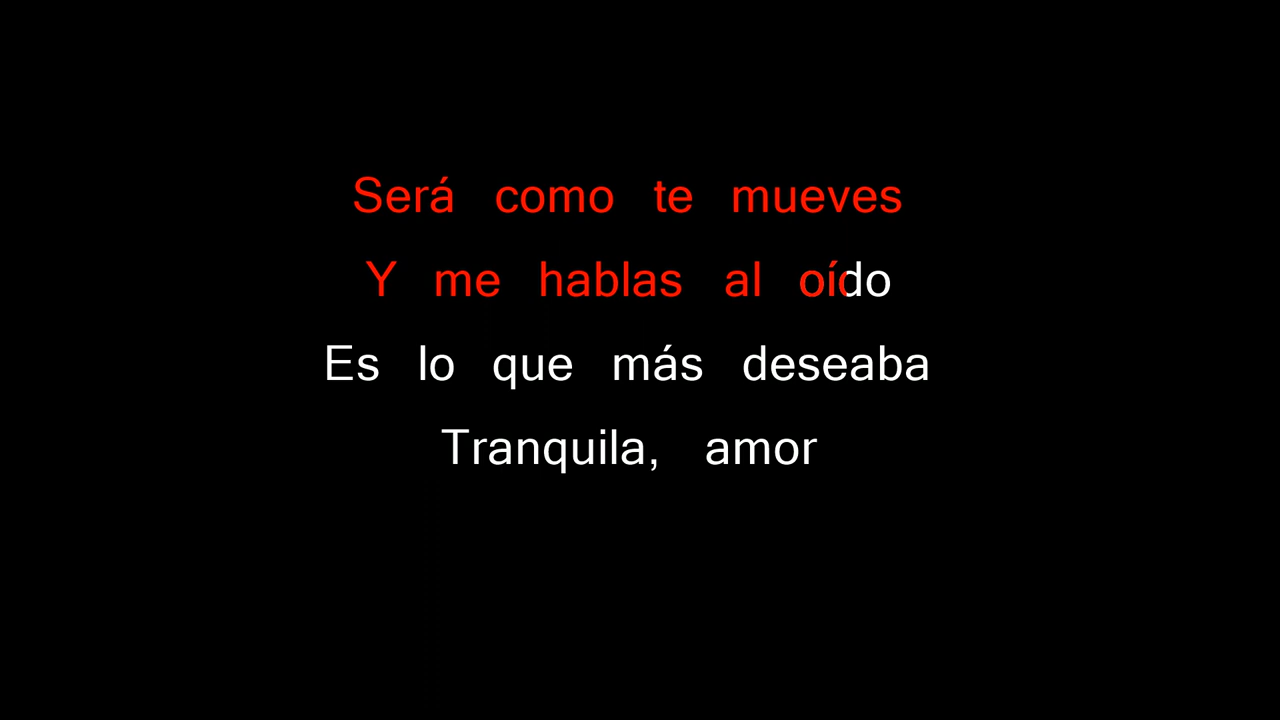 Será como te mueves
Y me hablas al oído
Es lo que más deseaba
Tranquila, amor